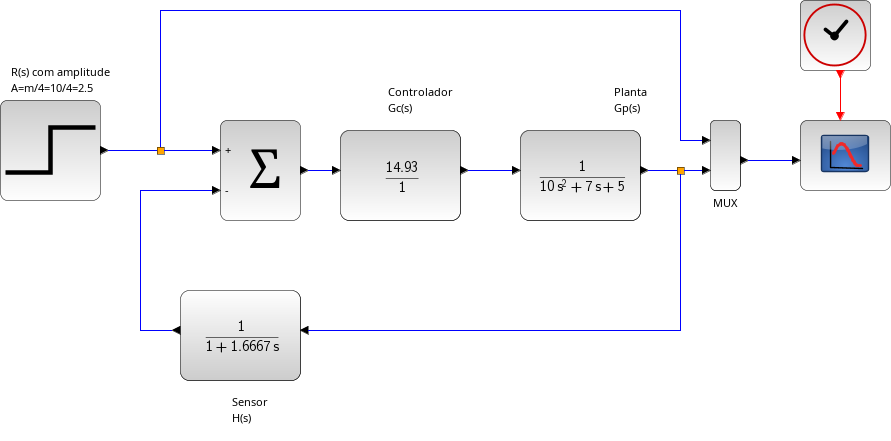 R(s) com amplitude
A=m/4=10/4=2.5
Controlador
Gc(s)
Planta
Gp(s)
+
-
Σ
14.93
1
1
10 s² + 7 s + 5
MUX
1
1 + 1.6667 s
Sensor
H(s)